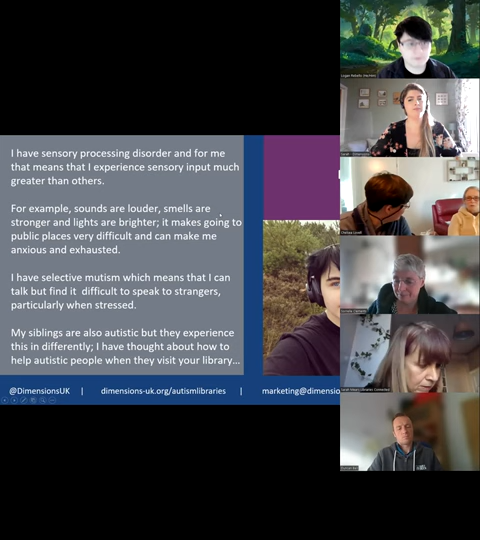 I have sensory processing disorder and for me
that means that I experience sensory input much
greater than others.
For example, sounds are louder, smells are
stronger and lights are brighter; it makes going to
public places very difficult and can make me
anxious and exhausted.
I have selective mutism which means that I can
talk but find it difficult to speak to strangers,
particularly when stressed.
My siblings are also autistic but they experience
this in differently; I have thought about how to
help autistic people when they visit your library...
@DimensionsUK | dimensions-uk.org/autismlibraries | marketing@dimensio